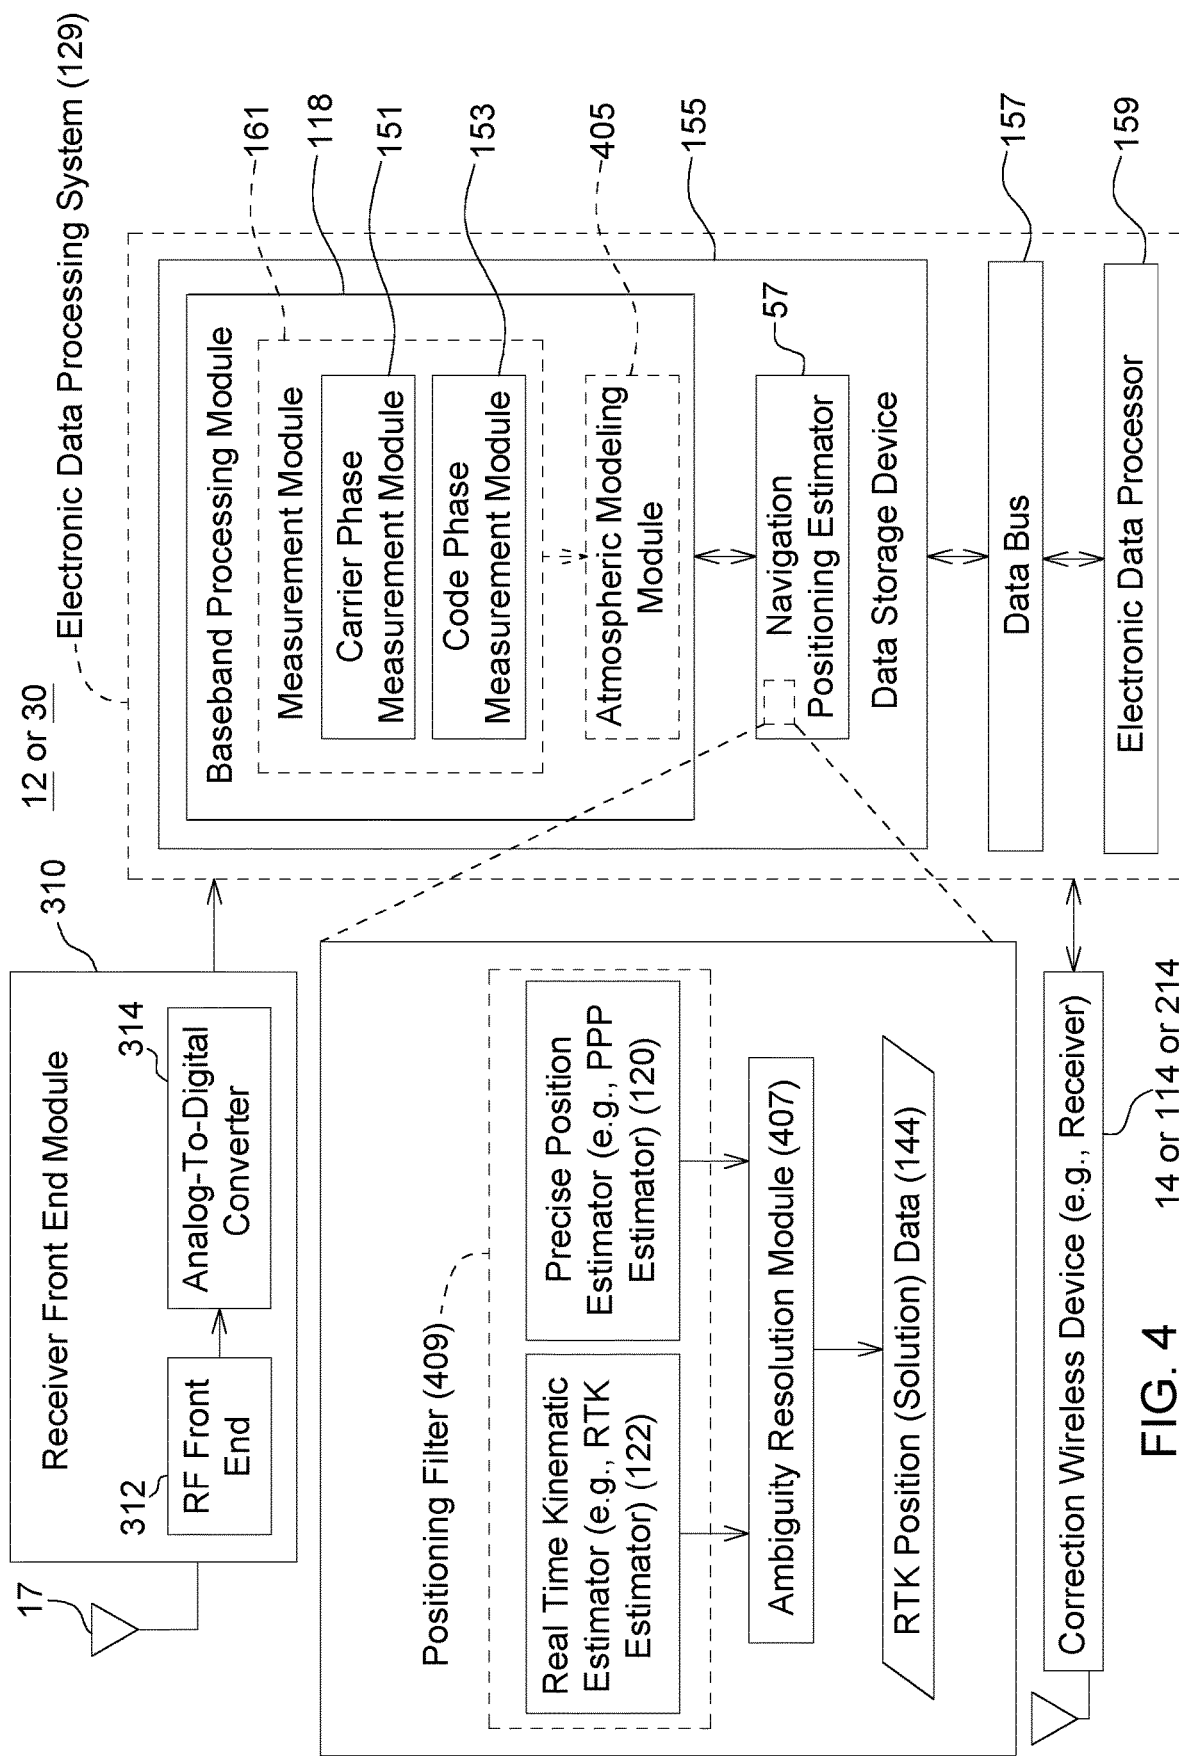 12 or 30
17
Receiver Front End Module
310
312
RF Front
End
314
Analog-To-Digital
Converter
Electronic Data Processing System (129)
Baseband Processing Module
161
118
Measurement Module
Carrier Phase
Measurement Module
151
Code Phase
Measurement Module
153
Atmospheric Modeling
Module
405
155
Navigation
Positioning Estimator
57
Data Storage Device
Data Bus
157
Electronic Data Processor
159
Positioning Filter (409)
Real Time Kinematic
Estimator (e.g., RTK
Estimator) (122)
Precise Position
Estimator (e.g., PPP
Estimator) (120)
Ambiguity Resolution Module (407)
RTK Position (Solution) Data (144)
Correction Wireless Device (e.g., Receiver)
14 or 114 or 214
FIG. 4